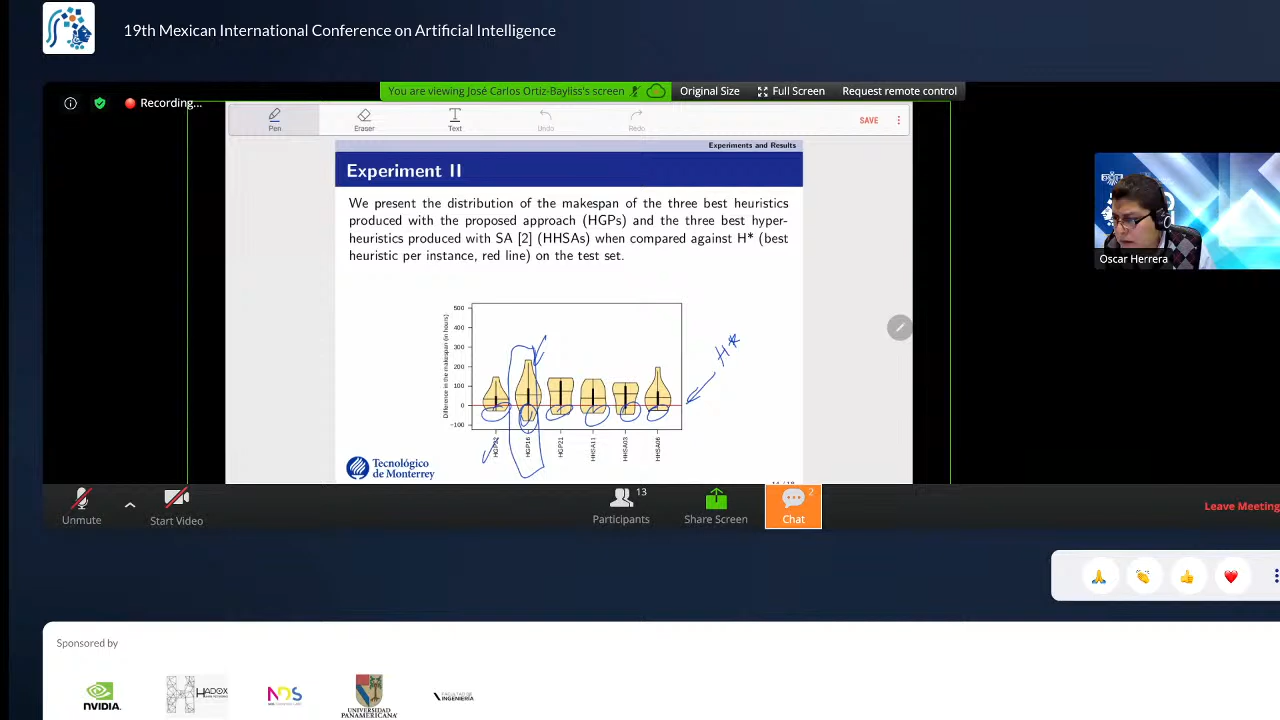 19th Mexican International Conference on Artificial Intelligence
Recording...
You are viewing José Carlos Ortiz-Bayliss's screen
Original Size
Full Screen
Request remote control
Pen
Eraser
Text
Undo
Redo
SAVE
Experiments and Results
Experiment II
We present the distribution of the makespan of the three best heuristics
produced with the proposed approach (HGPs) and the three best hyper-
heuristics produced with SA [2] (HHSAs) when compared against H* (best
heuristic per instance, red line) on the test set.
Difference in the makespan (in hours)
500
400
300
200
100
0
−100
H*
HGP16
HGP21
HHSA11
HHSA03
HHSA06
Tecnológico
de Monterrey
Oscar Herrera
Unmute
Start Video
13
Participants
Share Screen
2
Chat
Leave Meeting
Sponsored by
NVIDIA.
HADOX
NDS
UNIVERSIDAD
PANAMERICANA
FACULTAD DE
INGENIERÍA